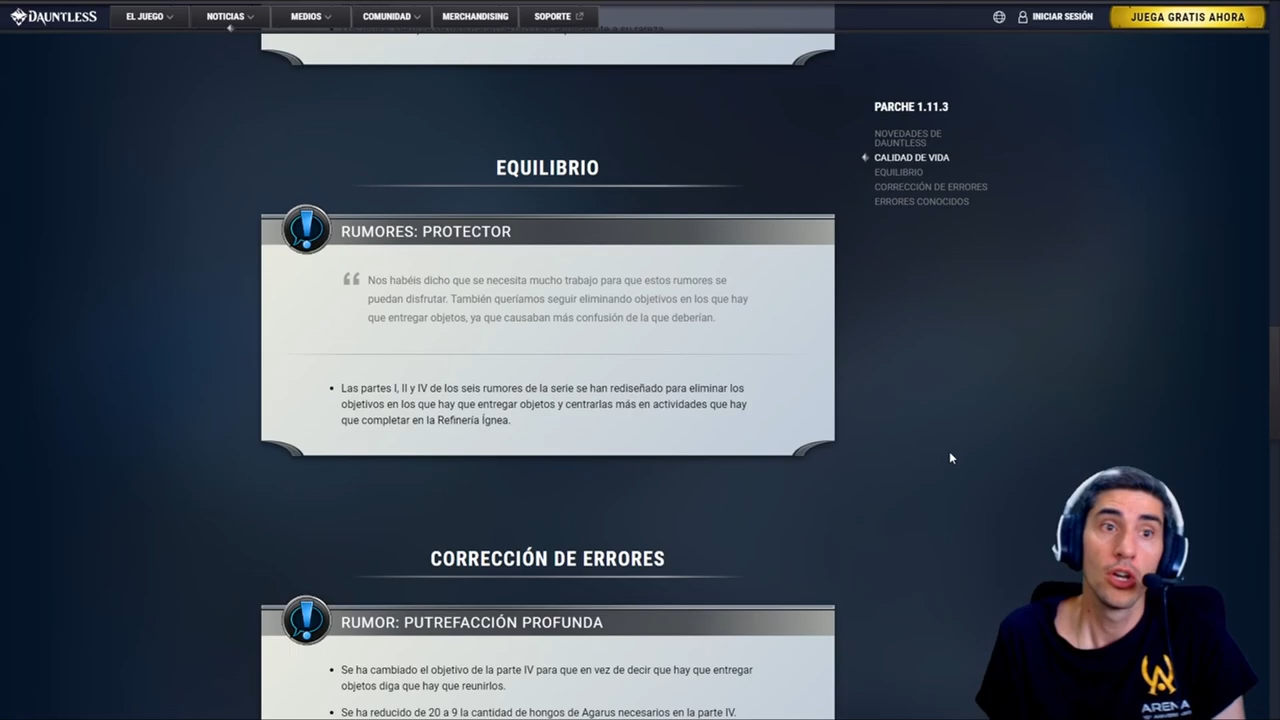 DAUNTLESS
EL JUEGO
NOTICIAS
MEDIOS
COMUNIDAD
MERCHANDISING
SOPORTE
INICIAR SESIÓN
JUEGA GRATIS AHORA
PARCHE 1.11.3
NOVEDADES DE
DAUNTLESS
CALIDAD DE VIDA
EQUILIBRIO
CORRECCIÓN DE ERRORES
ERRORES CONOCIDOS
EQUILIBRIO
RUMORES: PROTECTOR
Nos habéis dicho que se necesita mucho trabajo para que estos rumores se
puedan disfrutar. También queríamos seguir eliminando objetivos en los que hay
que entregar objetos, ya que causaban más confusión de la que deberían.
• Las partes I, II y IV de los seis rumores de la serie se han rediseñado para eliminar los
objetivos en los que hay que entregar objetos y centrarlas más en actividades que hay
que completar en la Refinería Ígnea.
CORRECCIÓN DE ERRORES
RUMOR: PUTREFACCIÓN PROFUNDA
• Se ha cambiado el objetivo de la parte IV para que en vez de decir que hay que entregar
objetos diga que hay que reunirlos.
• Se ha reducido de 20 a 9 la cantidad de hongos de Agarus necesarios en la parte IV.
ARENA